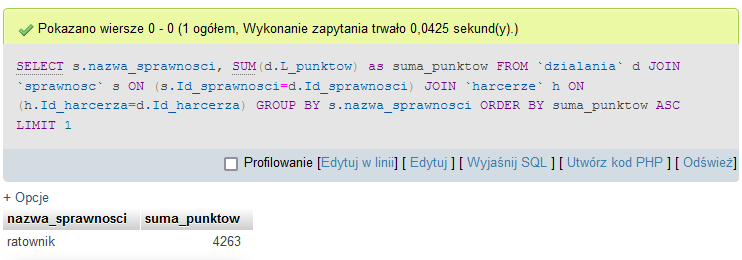 Pokazano wiersze 0 - 0 (1 ogółem, Wykonanie zapytania trwało 0,0425 sekund(y).)
SELECT s.nazwa_sprawnosci, SUM(d.L_punktow) as suma_punktow FROM `dzialania` d JOIN
`sprawnosc` s ON (s.Id_sprawnosci=d.Id_sprawnosci) JOIN `harcerze` h ON
(h.Id_harcerza=d.Id_harcerza) GROUP BY s.nazwa_sprawnosci ORDER BY suma_punktow ASC
LIMIT 1
Profilowanie [Edytuj w linii] [ Edytuj ] [ Wyjaśnij SQL ] [ Utwórz kod PHP ] [ Odśwież]
+ Opcje
nazwa_sprawnosci suma_punktow
ratownik 4263